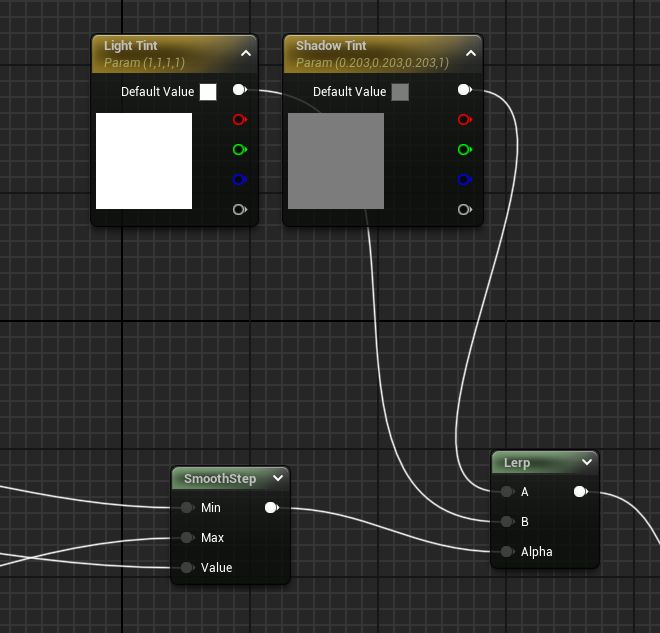 Light Tint
Param (1,1,1,1)
Default Value
Shadow Tint
Param (0.203,0.203,0.203,1)
Default Value
SmoothStep
Min
Max
Value
Lerp
A
B
Alpha